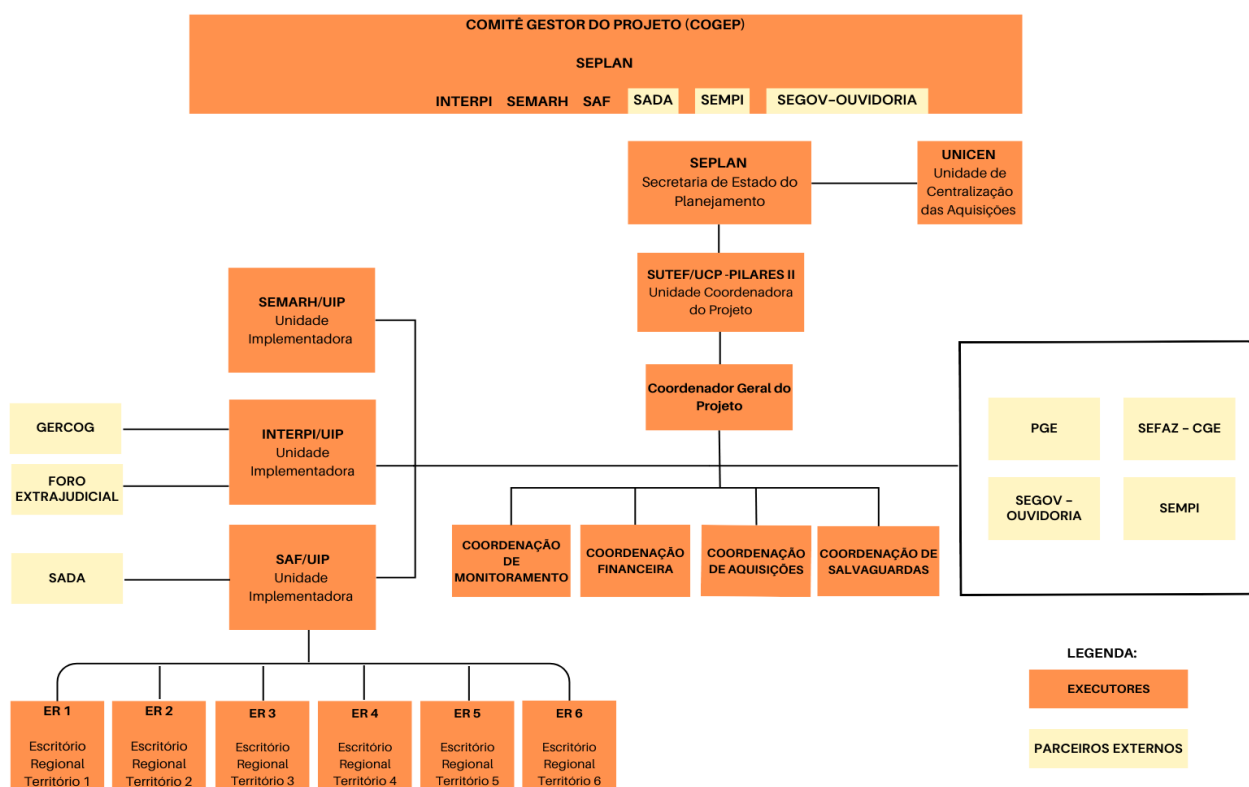 COMITÊ GESTOR DO PROJETO (COGEP)
SEPLAN
INTERPI SEMARH SAF SADA SEMPI SEGOV-OUVIDORIA
SEPLAN
Secretaria de Estado do
Planejamento
UNICEN
Unidade de
Centralização
das Aquisições
SUTEF/UCP -PILARES II
Unidade Coordenadora
do Projeto
SEMARH/UIP
Unidade
Implementadora
Coordenador Geral do
Projeto
GERCOG
FORO
EXTRAJUDICIAL
INTERPI/UIP
Unidade
Implementadora
PGE
SEFAZ - CGE
SEGOV -
OUVIDORIA
SEMPI
SADA
SAF/UIP
Unidade
Implementadora
COORDENAÇÃO
DE
MONITORAMENTO
COORDENAÇÃO
FINANCEIRA
COORDENAÇÃO
DE AQUISIÇÕES
COORDENAÇÃO DE
SALVAGUARDAS
ER 1
Escritório
Regional
Território 1
ER 2
Escritório
Regional
Território 2
ER 3
Escritório
Regional
Território 3
ER 4
Escritório
Regional
Território 4
ER 5
Escritório
Regional
Território 5
ER 6
Escritório
Regional
Território 6
LEGENDA:
EXECUTORES
PARCEIROS EXTERNOS